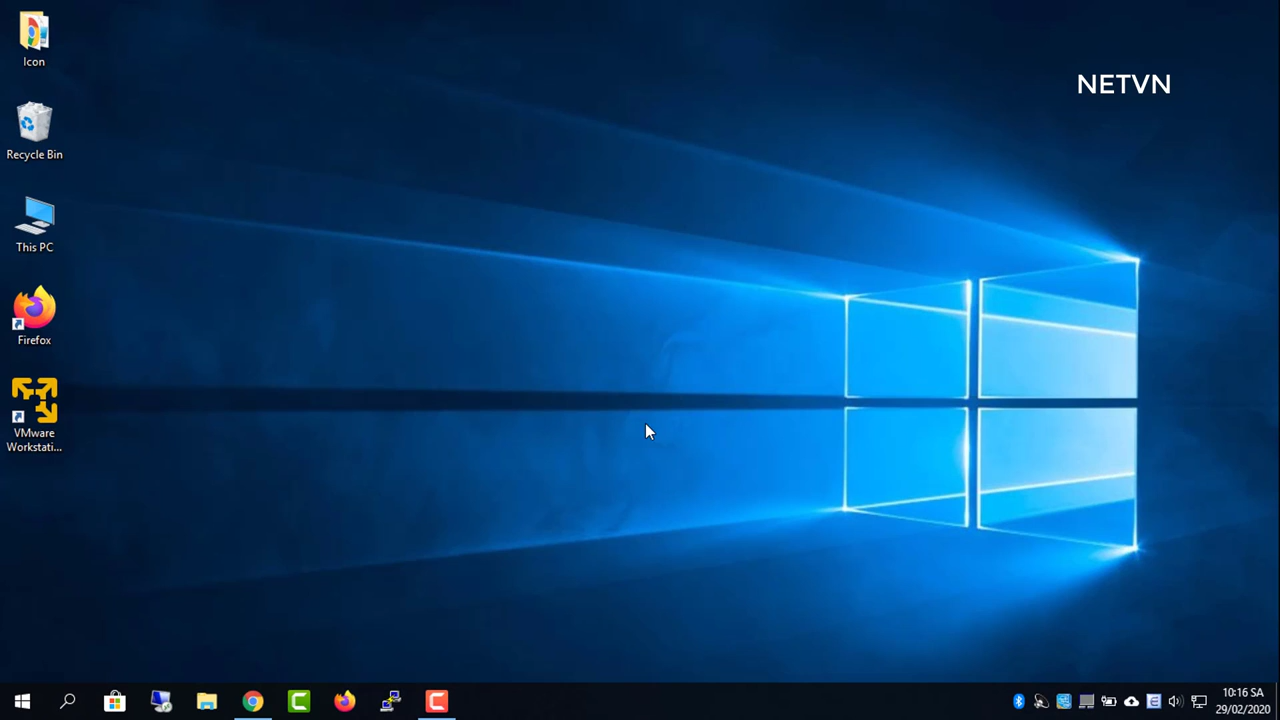 Icon
NETVN
Recycle Bin
This PC
Firefox
VMware
Workstati...
10:16 SA
29/02/2020